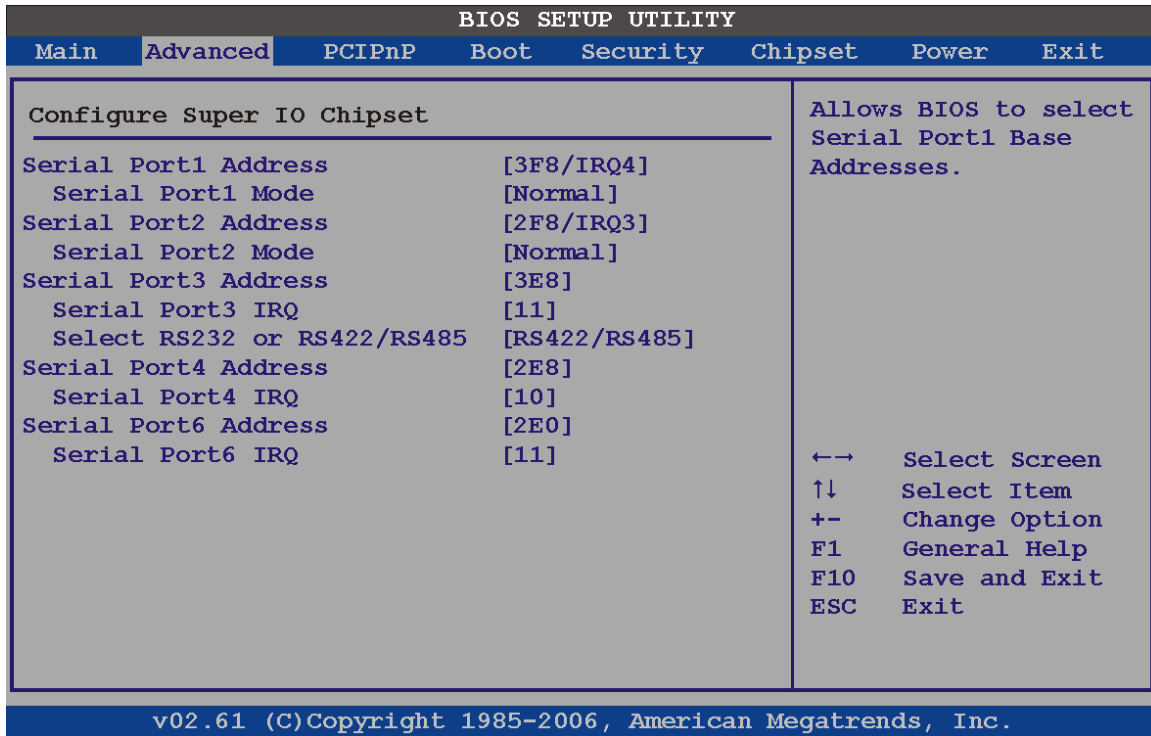 BIOS SETUP UTILITY
Main Advanced PCIPnP Boot Security Chipset Power Exit
Configure Super IO Chipset
Serial Port1 Address [3F8/IRQ4]
Serial Port1 Mode [Normal]
Serial Port2 Address [2F8/IRQ3]
Serial Port2 Mode [Normal]
Serial Port3 Address [3E8]
Serial Port3 IRQ [11]
Select RS232 or RS422/RS485 [RS422/RS485]
Serial Port4 Address [2E8]
Serial Port4 IRQ [10]
Serial Port6 Address [2E0]
Serial Port6 IRQ [11]
Allows BIOS to select
Serial Port1 Base
Addresses.
←→ Select Screen
↑↓ Select Item
+- Change Option
F1 General Help
F10 Save and Exit
ESC Exit
v02.61 (C)Copyright 1985-2006, American Megatrends, Inc.